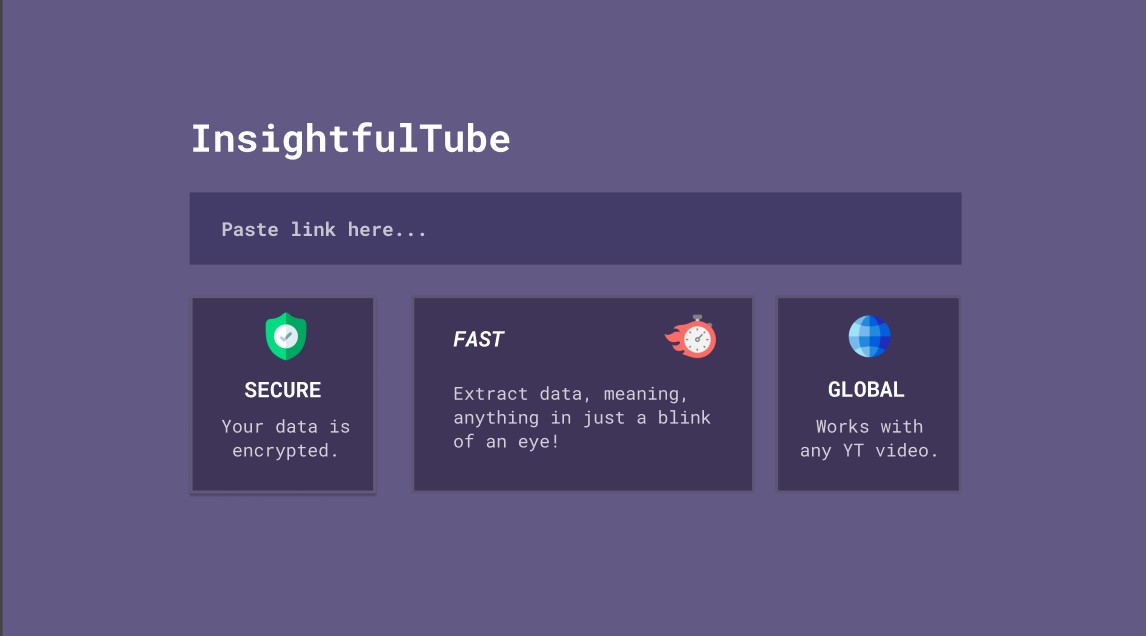 InsightfulTube
Paste link here...
SECURE
Your data is
encrypted.
FAST
Extract data, meaning,
anything in just a blink
of an eye!
GLOBAL
Works with
any YT video.